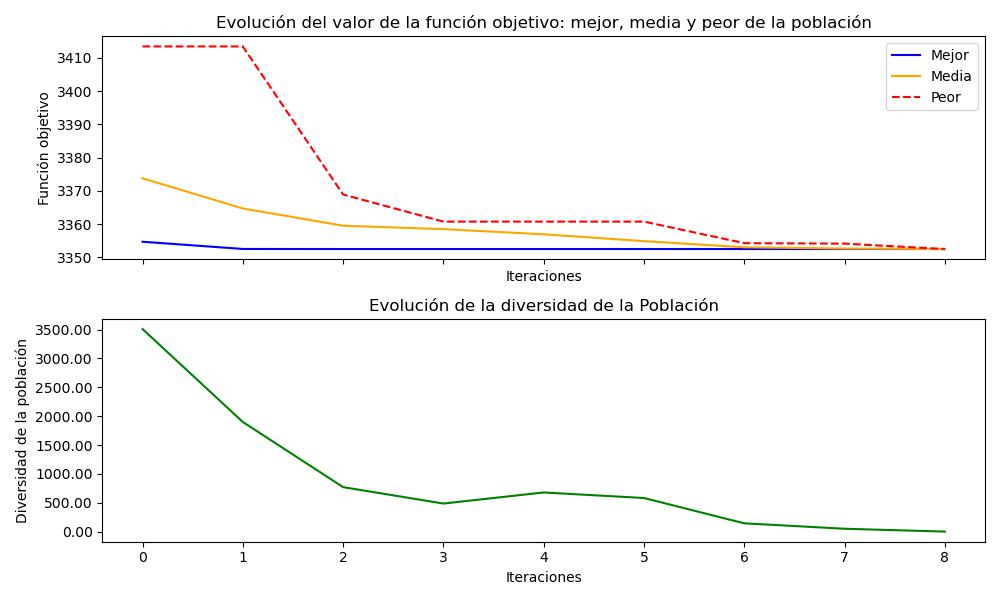 Evolución del valor de la función objetivo: mejor, media y peor de la población
Función objetivo
3410
3400
3390
3380
3370
3360
3350
Mejor
Media
Peor
Iteraciones
Evolución de la diversidad de la Población
Diversidad de la población
3500.00
3000.00
2500.00
2000.00
1500.00
1000.00
500.00
0.00
0 1 2 3 4 5 6 7 8
Iteraciones